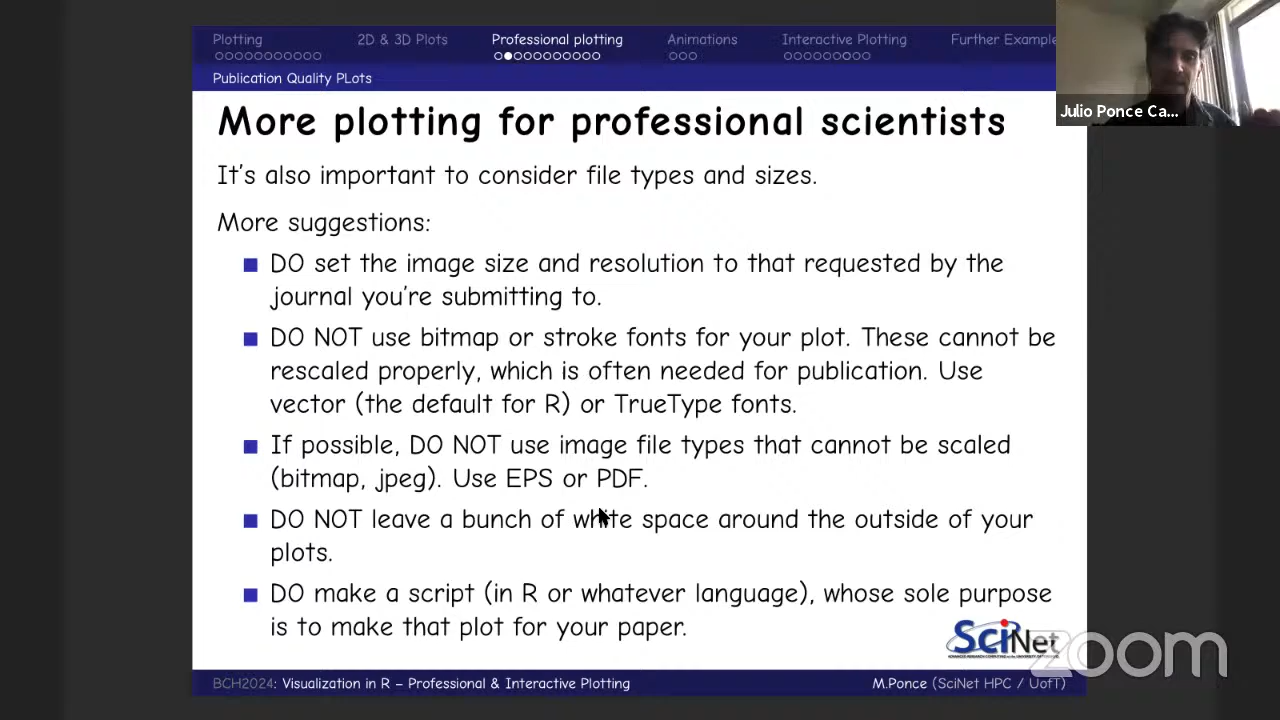 Plotting 2D & 3D Plots Professional plotting Animations Interactive Plotting Further Example
Publication Quality PLots
Julio Ponce Ca...
More plotting for professional scientists
It's also important to consider file types and sizes.
More suggestions:
DO set the image size and resolution to that requested by the
journal you're submitting to.
DO NOT use bitmap or stroke fonts for your plot. These cannot be
rescaled properly, which is often needed for publication. Use
vector (the default for R) or TrueType fonts.
If possible, DO NOT use image file types that cannot be scaled
(bitmap, jpeg). Use EPS or PDF.
DO NOT leave a bunch of white space around the outside of your
plots.
DO make a script (in R or whatever language), whose sole purpose
is to make that plot for your paper.
SciNet
zoom
BCH2024: Visualization in R – Professional & Interactive Plotting M.Ponce (SciNet HPC / UofT)